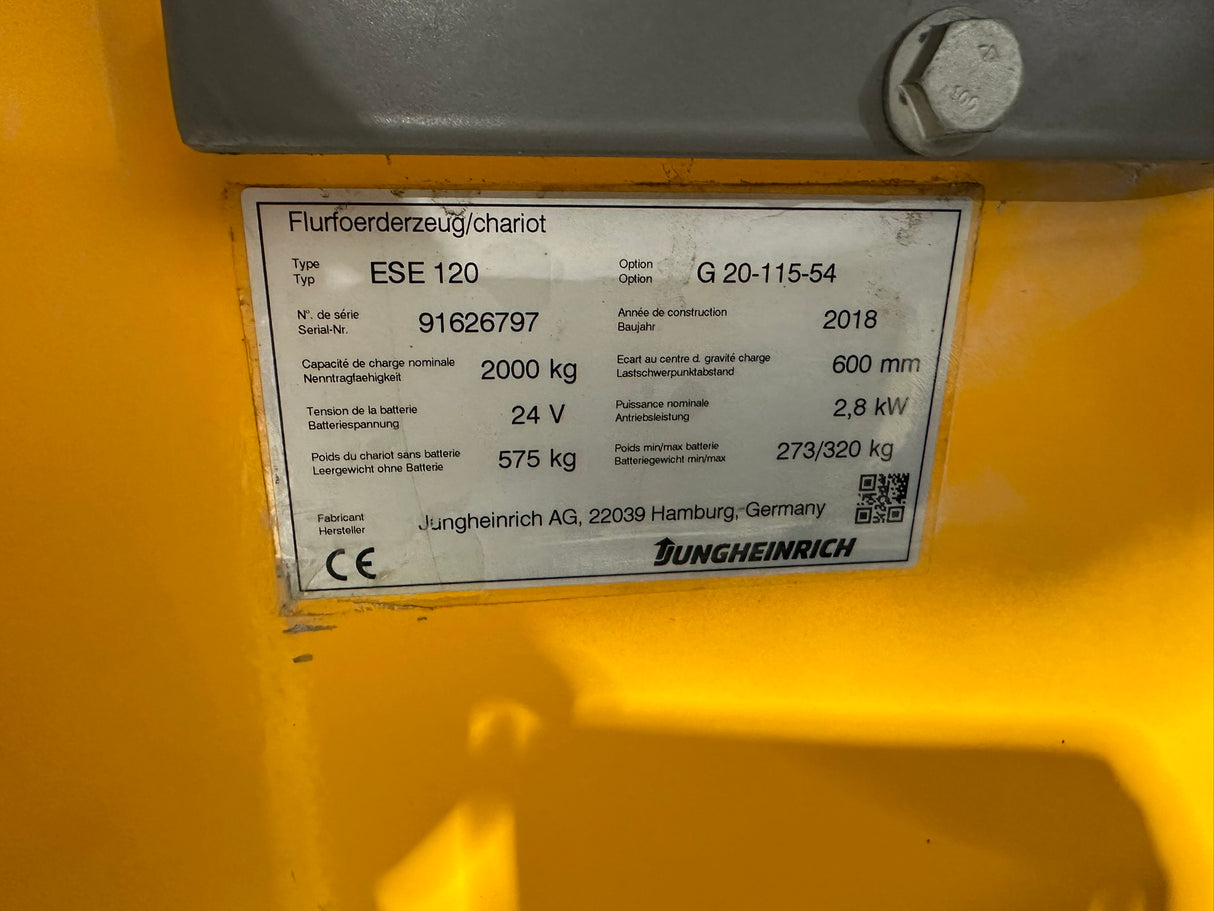 Flurfoerderzeug/chariot
Type
Typ
ESE 120
Option
Option
G 20-115-54
N°. de série
Serial-Nr.
91626797
Année de construction
Baujahr
2018
Capacité de charge nominale
Nenntragfaehigkeit
2000 kg
Ecart au centre d. gravité charge
Lastschwerpunktabstand
600 mm
Tension de la batterie
Batteriespannung
24 V
Puissance nominale
Antriebsleistung
2,8 kW
Poids du chariot sans batterie
Leergewicht ohne Batterie
575 kg
Poids min/max batterie
Batteriegewicht min/max
273/320 kg
Fabricant
Hersteller
Jungheinrich AG, 22039 Hamburg, Germany
CE
JUNGHEINRICH